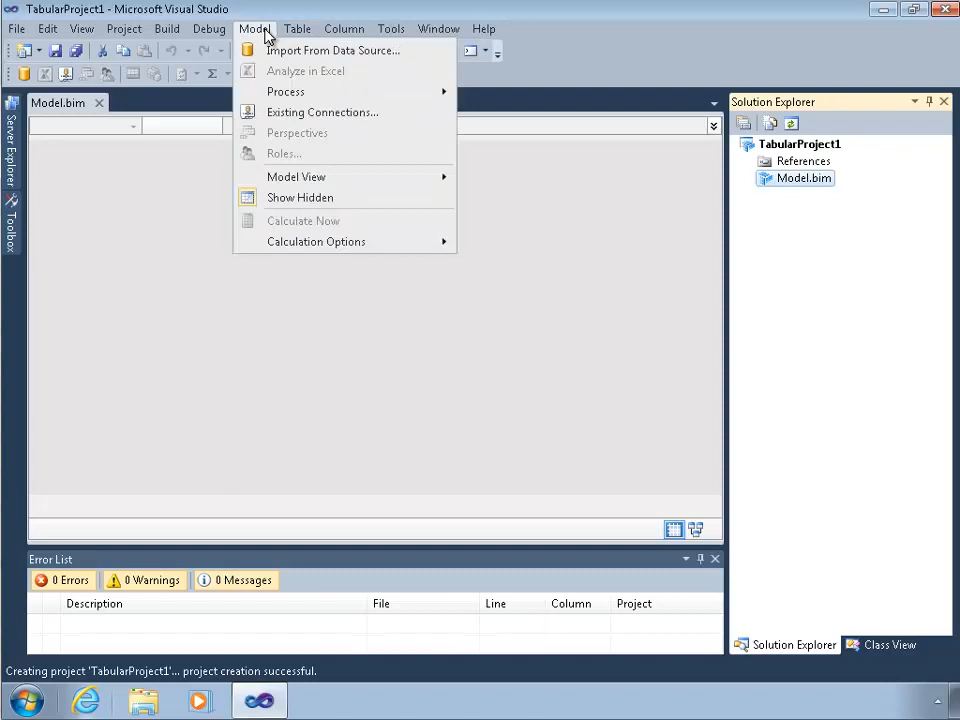 TabularProject1 - Microsoft Visual Studio
File Edit View Project Build Debug Model Table Column Tools Window Help
Import From Data Source...
Analyze in Excel
Process
Existing Connections...
Perspectives
Roles...
Model View
Show Hidden
Calculate Now
Calculation Options
Model.bim
Server Explorer
Toolbox
Solution Explorer
TabularProject1
References
Model.bim
Solution Explorer Class View
Error List
0 Errors 0 Warnings 0 Messages
Description File Line Column Project
Creating project 'TabularProject1'... project creation successful.